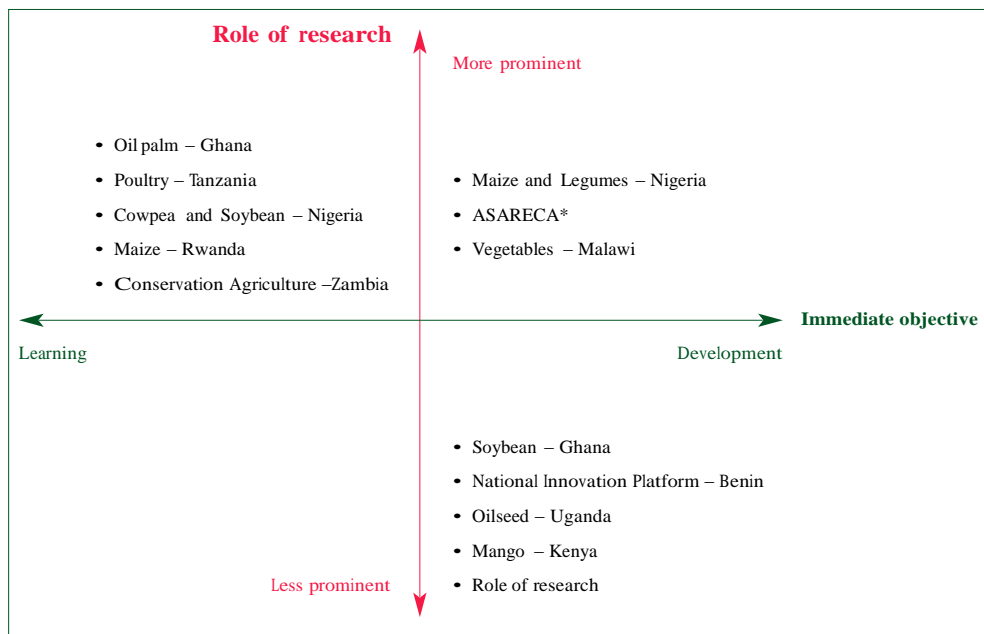 Role of research
More prominent
• Oil palm – Ghana
• Poultry – Tanzania
• Cowpea and Soybean – Nigeria
• Maize – Rwanda
• Conservation Agriculture –Zambia
• Maize and Legumes – Nigeria
• ASARECA*
• Vegetables – Malawi
Immediate objective
Learning
Development
• Soybean – Ghana
• National Innovation Platform – Benin
• Oilseed – Uganda
• Mango – Kenya
• Role of research
Less prominent